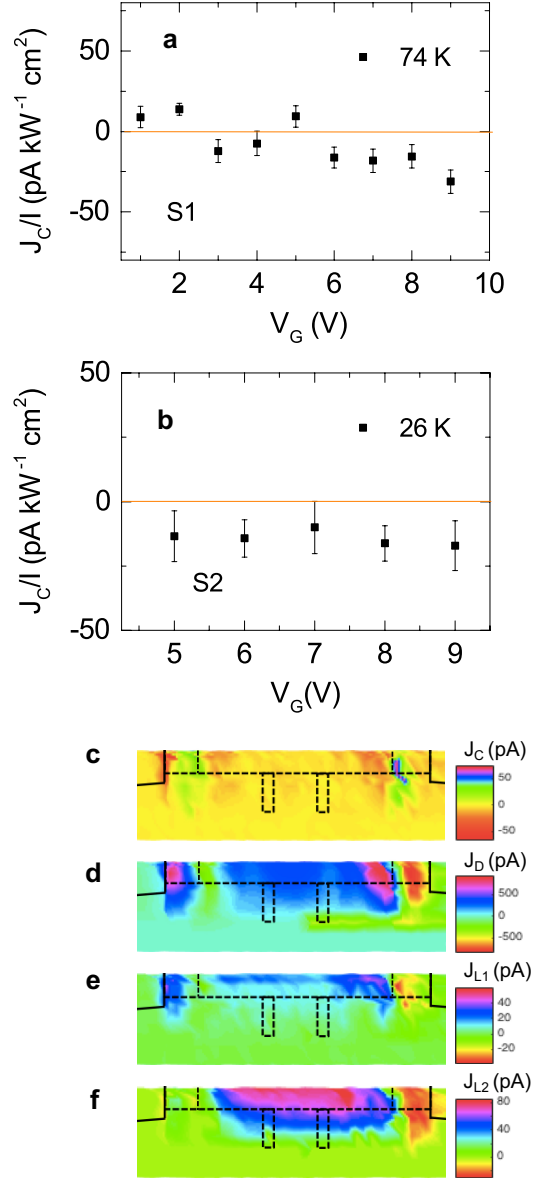 a
74 K
50
0
-50
J_C/I (pA kW^-1 cm^2)
S1
2 4 6 8 10
V_G (V)
b
26 K
50
0
-50
J_C/I (pA kW^-1 cm^2)
S2
5 6 7 8 9
V_G(V)
c
J_C (pA)
50
0
-50
d
J_D (pA)
500
0
-500
e
J_L1 (pA)
40
20
0
-20
f
J_L2 (pA)
80
40
0